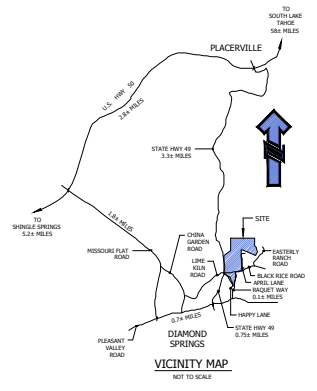 TO
SOUTH LAKE
TAHOE
58± MILES
PLACERVILLE
U.S. HWY 50
2.8± MILES
STATE HWY 49
3.3± MILES
TO
SHINGLE SPRINGS
5.2± MILES
1.8± MILES
SITE
MISSOURI FLAT
ROAD
CHINA
GARDEN
ROAD
LIME
KILN
ROAD
EASTERLY
RANCH
ROAD
BLACK RICE ROAD
APRIL LANE
RAQUET WAY
0.1± MILES
HAPPY LANE
0.7± MILES
STATE HWY 49
0.75± MILES
DIAMOND
SPRINGS
PLEASANT
VALLEY
ROAD
VICINITY MAP
NOT TO SCALE